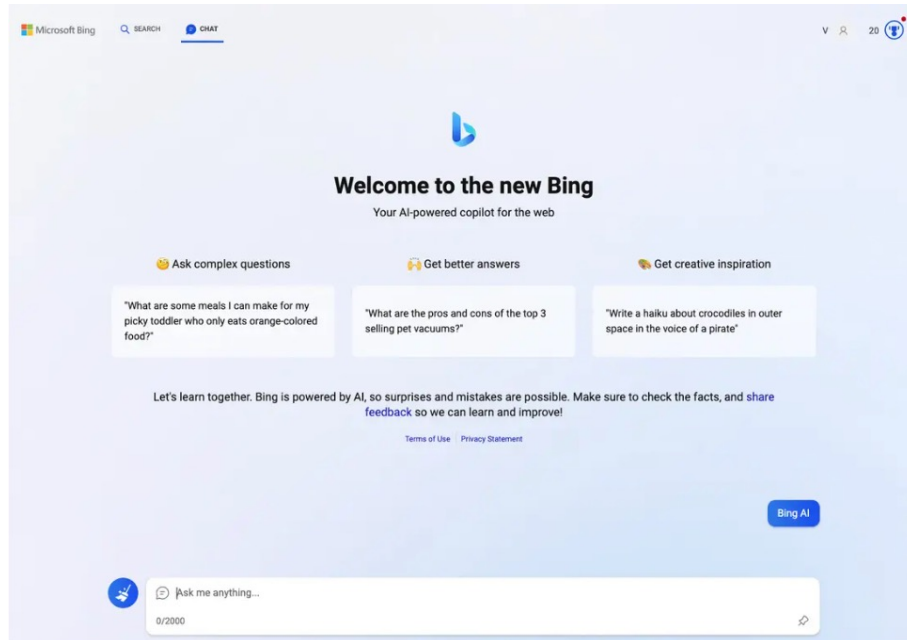 Microsoft Bing
SEARCH
CHAT
V
20
Welcome to the new Bing
Your AI-powered copilot for the web
Ask complex questions
Get better answers
Get creative inspiration
"What are some meals I can make for my
picky toddler who only eats orange-colored
food?"
"What are the pros and cons of the top 3
selling pet vacuums?"
"Write a haiku about crocodiles in outer
space in the voice of a pirate"
Let's learn together. Bing is powered by AI, so surprises and mistakes are possible. Make sure to check the facts, and share
feedback so we can learn and improve!
Terms of Use
Privacy Statement
Bing AI
Ask me anything...
0/2000